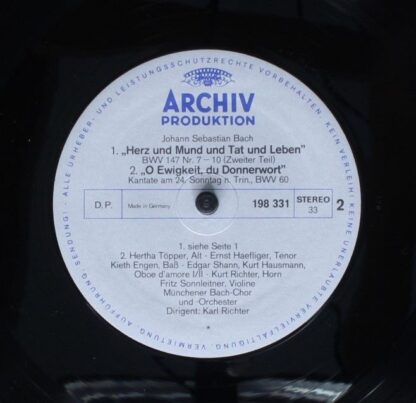 ALLE URHEBER- UND LEISTUNGSSCHUTZRECHTE VORBEHALTEN · KEIN VERLEIH! KEINE UNERLAUBTE VERVIELFÄLTIGUNG, VERMIETUNG, AUFFÜHRUNG, SENDUNG!
ARCHIV
PRODUKTION
Johann Sebastian Bach
1. „Herz und Mund und Tat und Leben"
BWV 147 Nr. 7 – 10 (Zweiter Teil)
2. „O Ewigkeit, du Donnerwort"
Kantate am 24. Sonntag n. Trin., BWV 60
D. P.
Made in Germany
198 331
STEREO
33
2
1. siehe Seite 1
2. Hertha Töpper, Alt - Ernst Haefliger, Tenor
Kieth Engen, Baß - Edgar Shann, Kurt Hausmann,
Oboe d'amore I/II - Kurt Richter, Horn
Fritz Sonnleitner, Violine
Münchener Bach-Chor
und -Orchester
Dirigent: Karl Richter